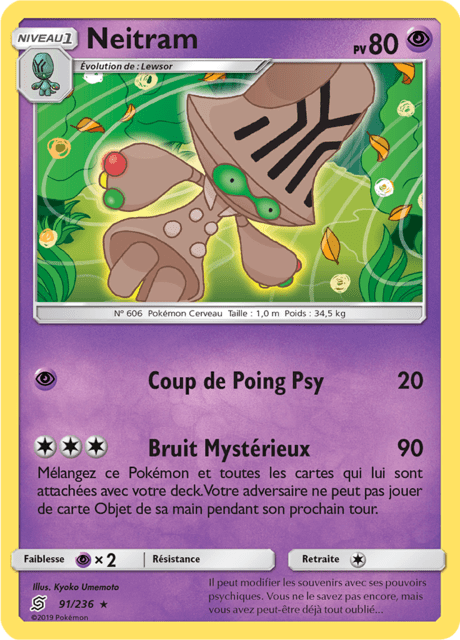 NIVEAU 1
Neitram
PV 80
Évolution de : Lewsor
N° 606 Pokémon Cerveau Taille : 1,0 m Poids : 34,5 kg
Coup de Poing Psy 20
Bruit Mystérieux 90
Mélangez ce Pokémon et toutes les cartes qui lui sont
attachées avec votre deck.Votre adversaire ne peut pas jouer
de carte Objet de sa main pendant son prochain tour.
Faiblesse ×2 Résistance Retraite
Illus. Kyoko Umemoto
91/236 ★
©2019 Pokémon
Il peut modifier les souvenirs avec ses pouvoirs
psychiques. Vous ne le savez pas encore, mais
vous avez peut-être déjà tout oublié...